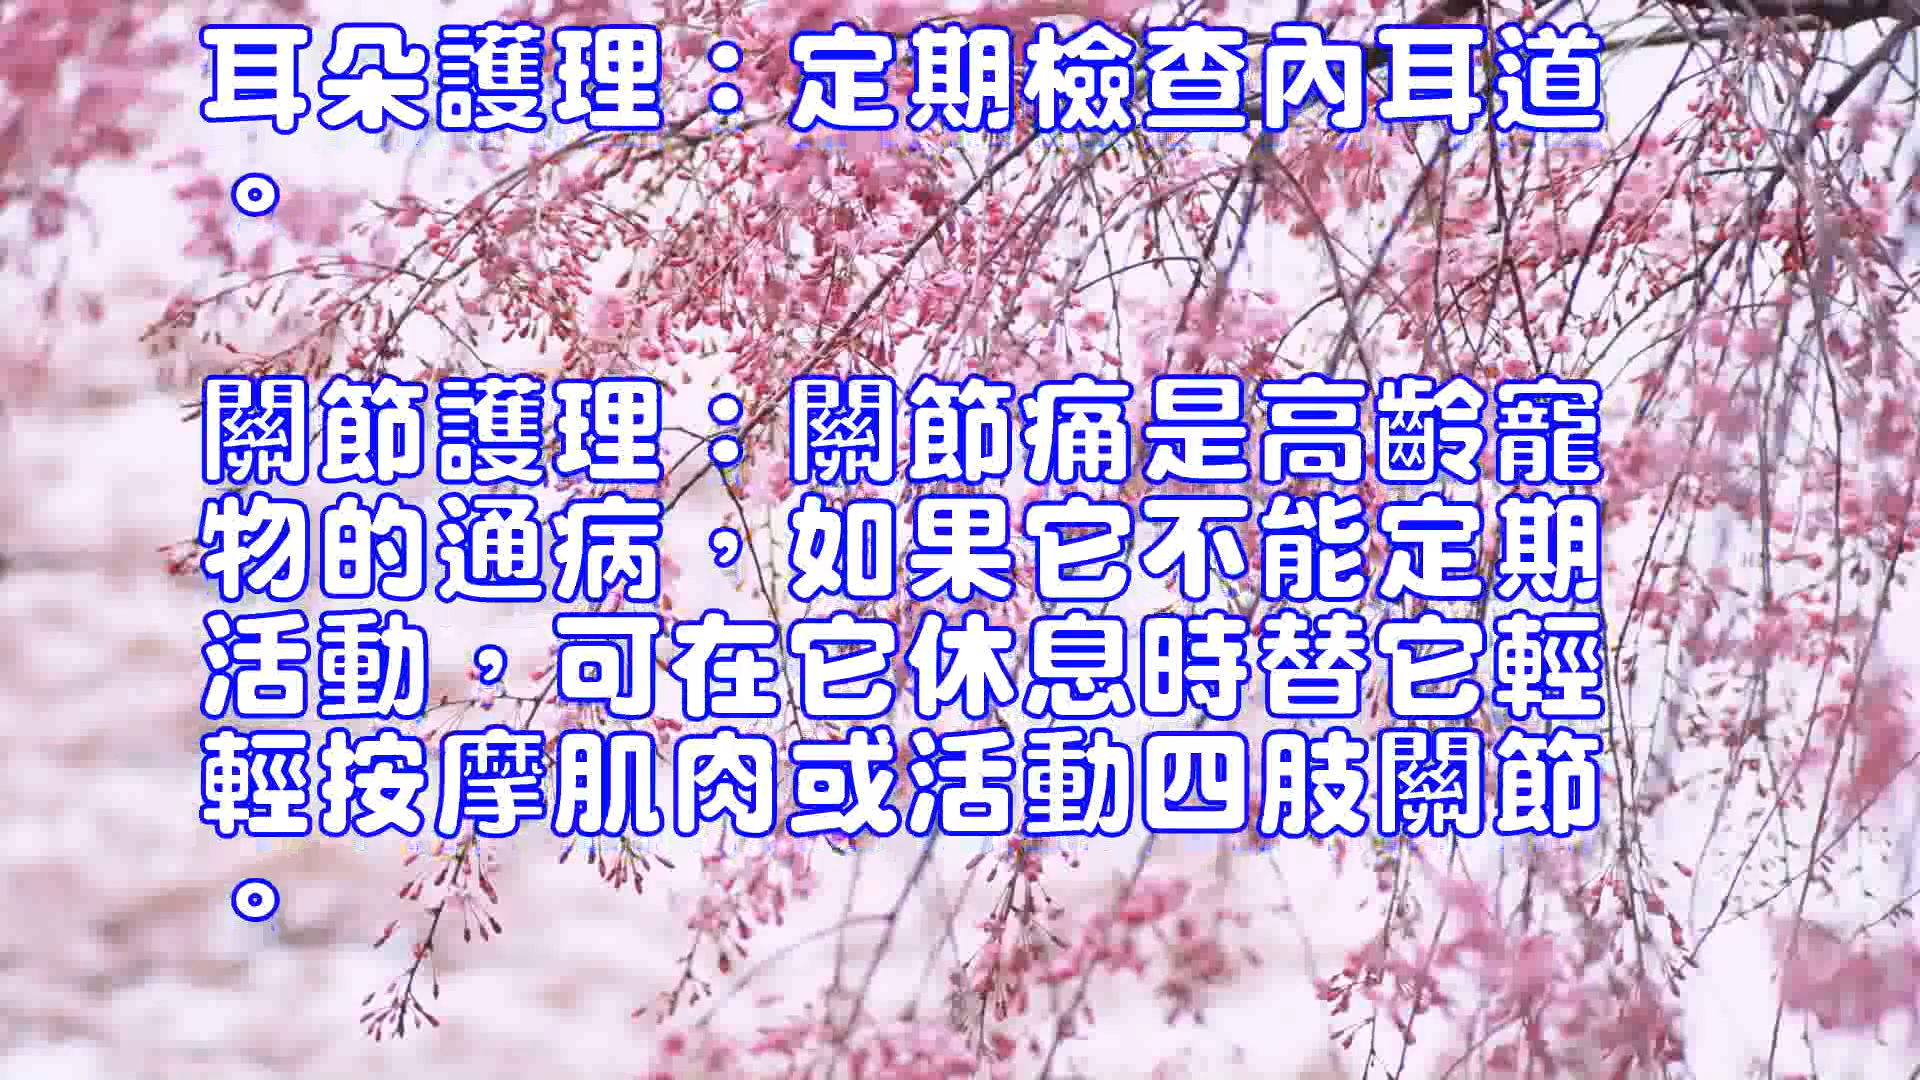 耳朵護理：定期檢查內耳道
。
關節護理：關節痛是高齡寵
物的通病，如果它不能定期
活動，可在它休息時替它輕
輕按摩肌肉或活動四肢關節
。